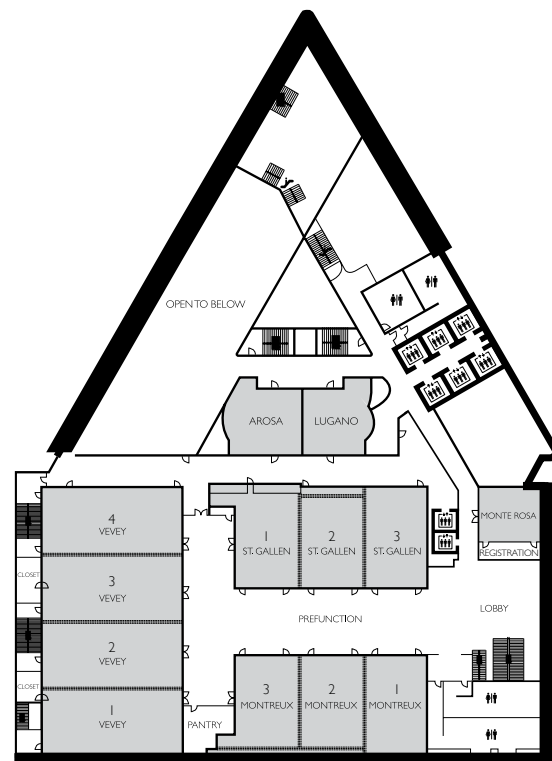 OPEN TO BELOW
AROSA
LUGANO
4
VEVEY
1
ST. GALLEN
2
ST. GALLEN
3
ST. GALLEN
MONTE ROSA
REGISTRATION
CLOSET
3
VEVEY
LOBBY
PREFUNCTION
2
VEVEY
CLOSET
3
MONTREUX
2
MONTREUX
1
MONTREUX
1
VEVEY
PANTRY